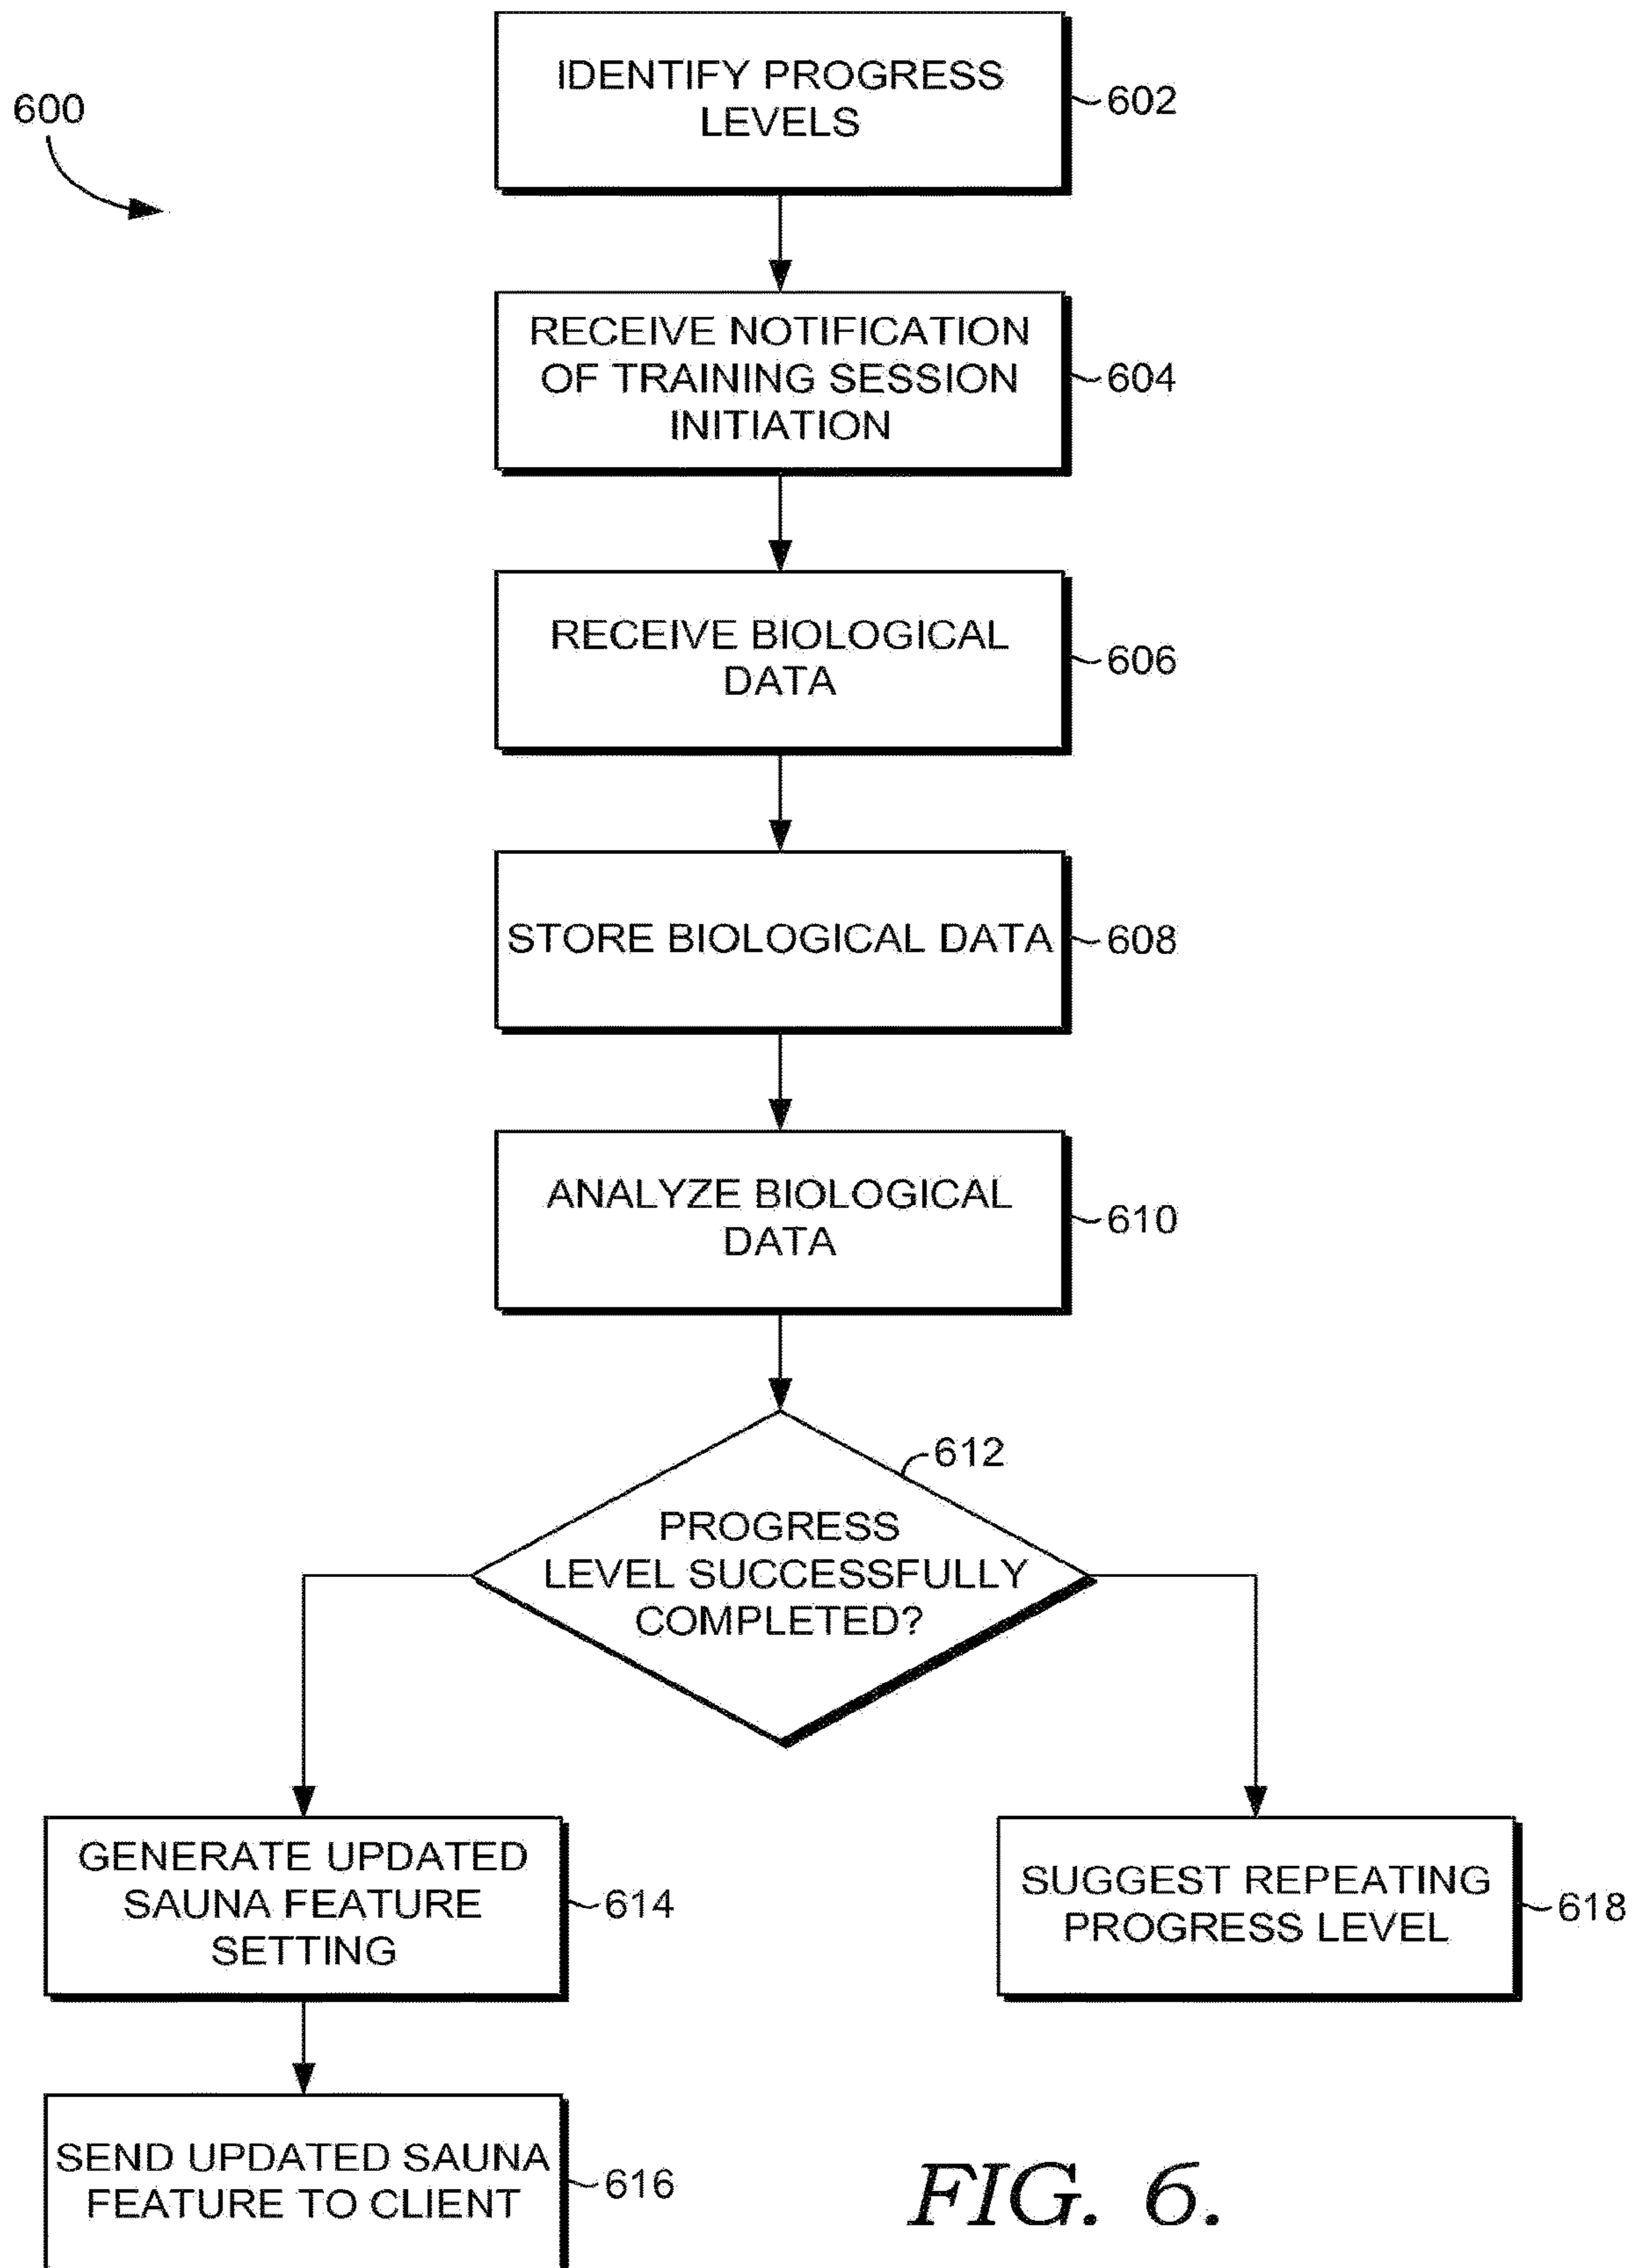 IDENTIFY PROGRESS
LEVELS
602
600
RECEIVE NOTIFICATION
OF TRAINING SESSION
INITIATION
604
RECEIVE BIOLOGICAL
DATA
606
STORE BIOLOGICAL DATA
608
ANALYZE BIOLOGICAL
DATA
610
612
PROGRESS
LEVEL SUCCESSFULLY
COMPLETED?
GENERATE UPDATED
SAUNA FEATURE
SETTING
614
SUGGEST REPEATING
PROGRESS LEVEL
618
SEND UPDATED SAUNA
FEATURE TO CLIENT
616
FIG. 6.